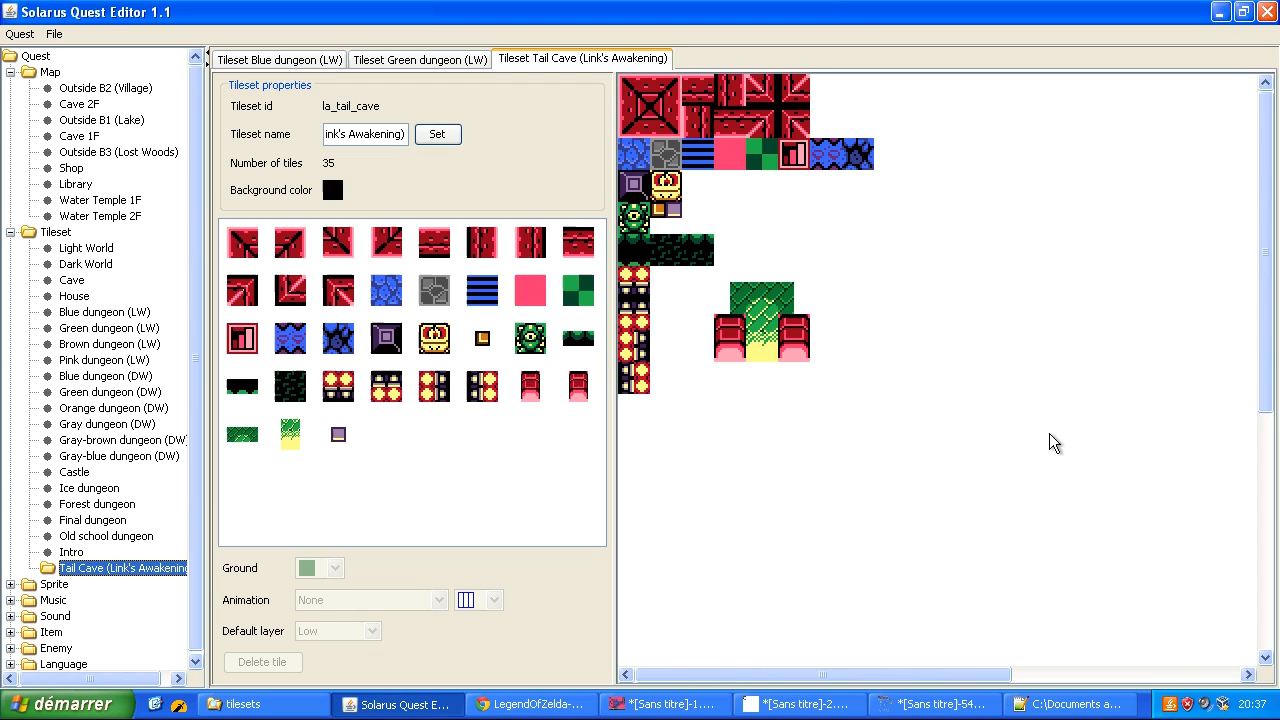 Solarus Quest Editor 1.1
Quest File
Quest
Map
Outside B2 (Village)
Cave 2F
Outside B1 (Lake)
Cave 1F
Outside B3 (Lost Woods)
Shop
Library
Water Temple 1F
Water Temple 2F
Tileset
Light World
Dark World
Cave
House
Blue dungeon (LW)
Green dungeon (LW)
Brown dungeon (LW)
Pink dungeon (LW)
Blue dungeon (DW)
Green dungeon (DW)
Orange dungeon (DW)
Gray dungeon (DW)
Gray-brown dungeon (DW)
Gray-blue dungeon (DW)
Castle
Ice dungeon
Forest dungeon
Final dungeon
Old school dungeon
Intro
Tail Cave (Link's Awakening
Sprite
Music
Sound
Item
Enemy
Language
Tileset Blue dungeon (LW) Tileset Green dungeon (LW) Tileset Tail Cave (Link's Awakening)
Tileset properties
Tileset id la_tail_cave
Tileset name ink's Awakening) Set
Number of tiles 35
Background color
Ground
Animation None
Default layer Low
Delete tile
démarrer tilesets Solarus Quest E... LegendOfZelda-... *[Sans titre]-1.... *[Sans titre]-2.... *[Sans titre]-54... C:\Documents a... 20:37